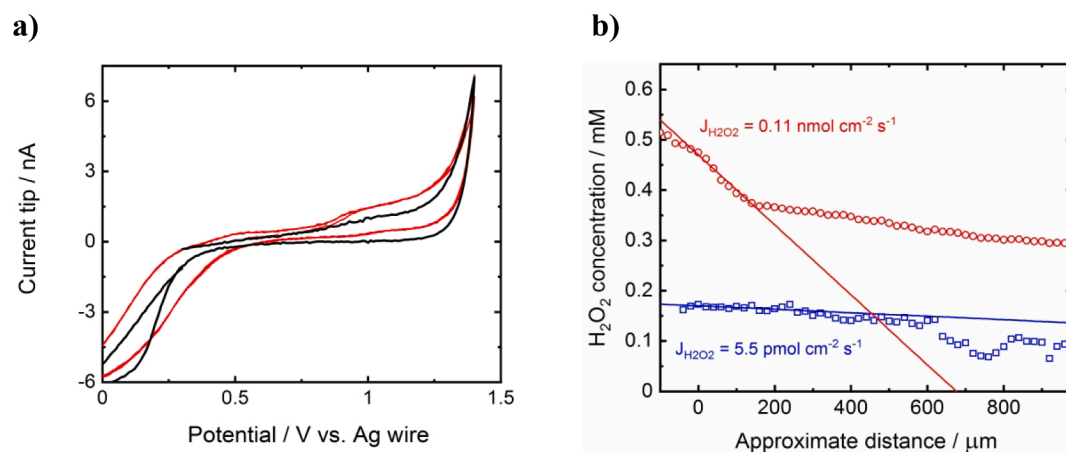 a)
b)
6
3
0
-3
-6
0
0.5
1
1.5
Current tip / nA
Potential / V vs. Ag wire
0.6
0.5
0.4
0.3
0.2
0.1
0
0
200
400
600
800
H₂O₂ concentration / mM
Approximate distance / μm
J_H2O2 = 0.11 nmol cm⁻² s⁻¹
J_H2O2 = 5.5 pmol cm⁻² s⁻¹